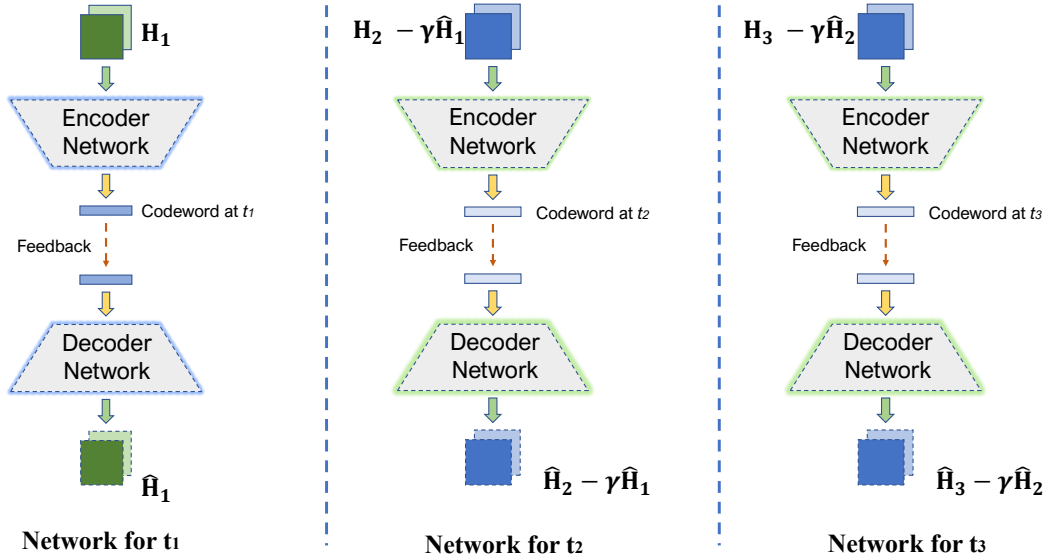 H₁
Encoder
Network
Codeword at t₁
Feedback
Decoder
Network
Ĥ₁
Network for t₁
H₂ − γĤ₁
Encoder
Network
Codeword at t₂
Feedback
Decoder
Network
Ĥ₂ − γĤ₁
Network for t₂
H₃ − γĤ₂
Encoder
Network
Codeword at t₃
Feedback
Decoder
Network
Ĥ₃ − γĤ₂
Network for t₃